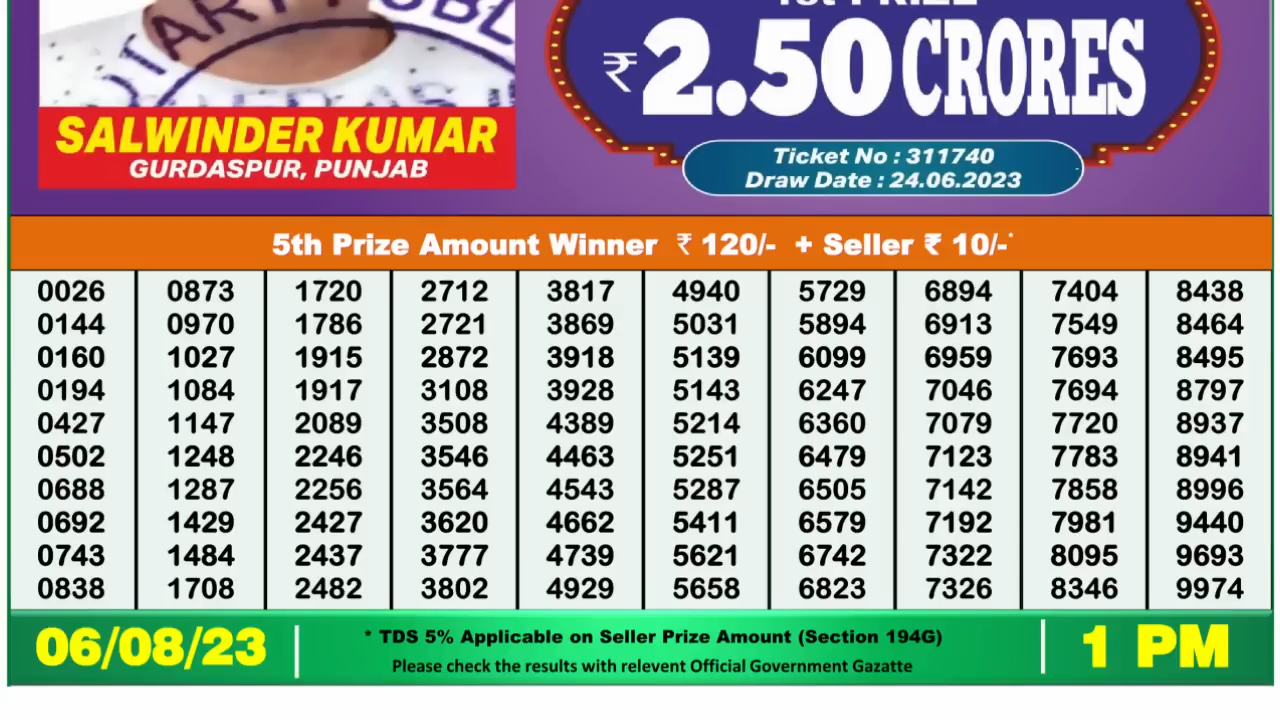 1st PRIZE
₹2.50 CRORES
SALWINDER KUMAR
GURDASPUR, PUNJAB
Ticket No : 311740
Draw Date : 24.06.2023
5th Prize Amount Winner ₹ 120/- + Seller ₹ 10/-*
0026 0873 1720 2712 3817 4940 5729 6894 7404 8438
0144 0970 1786 2721 3869 5031 5894 6913 7549 8464
0160 1027 1915 2872 3918 5139 6099 6959 7693 8495
0194 1084 1917 3108 3928 5143 6247 7046 7694 8797
0427 1147 2089 3508 4389 5214 6360 7079 7720 8937
0502 1248 2246 3546 4463 5251 6479 7123 7783 8941
0688 1287 2256 3564 4543 5287 6505 7142 7858 8996
0692 1429 2427 3620 4662 5411 6579 7192 7981 9440
0743 1484 2437 3777 4739 5621 6742 7322 8095 9693
0838 1708 2482 3802 4929 5658 6823 7326 8346 9974
06/08/23
* TDS 5% Applicable on Seller Prize Amount (Section 194G)
Please check the results with relevent Official Government Gazatte
1 PM